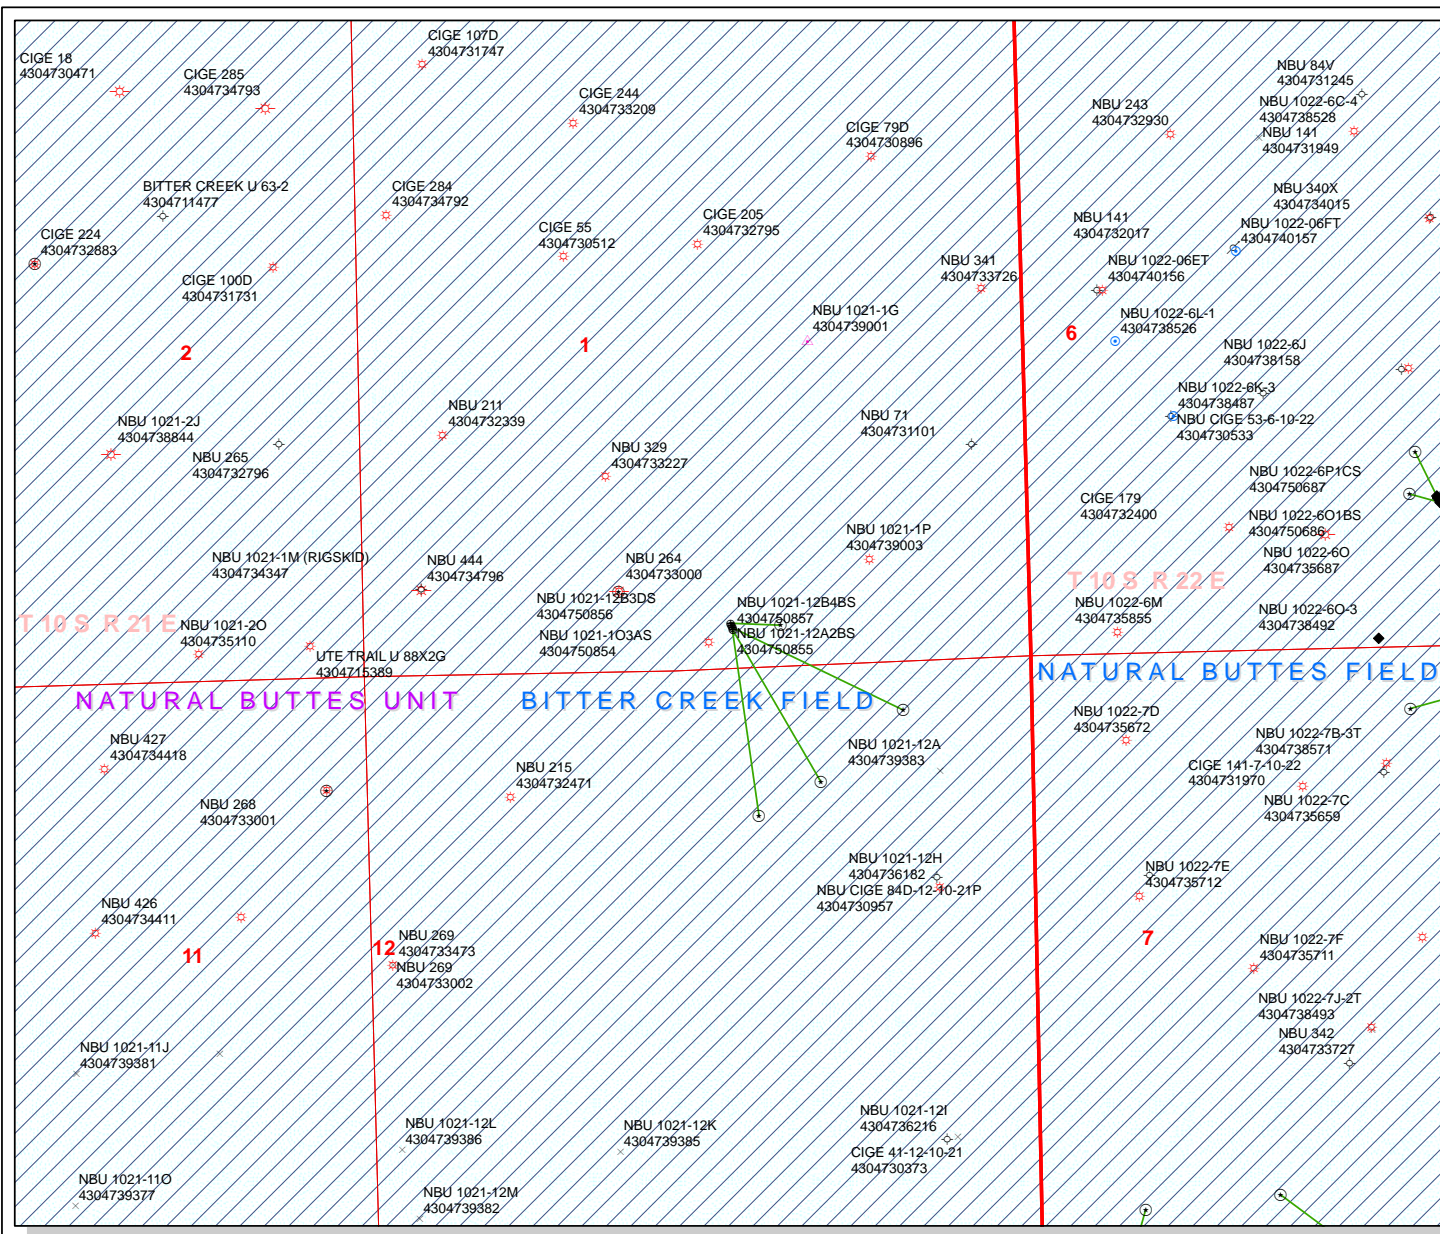 CIGE 18
4304730471
CIGE 285
4304734793
CIGE 107D
4304731747
CIGE 244
4304733209
CIGE 79D
4304730896
NBU 243
4304732930
NBU 84V
4304731245
NBU 1022-6C-4
4304738528
NBU 141
4304731949
BITTER CREEK U 63-2
4304711477
CIGE 224
4304732883
CIGE 100D
4304731731
CIGE 284
4304734792
CIGE 55
4304730512
CIGE 205
4304732795
NBU 341
4304733726
NBU 1021-1G
4304739001
NBU 340X
4304734015
NBU 141
4304732017
NBU 1022-06FT
4304740157
NBU 1022-06ET
4304740156
NBU 1022-6L-1
4304738526
NBU 1022-6J
4304738158
2
1
6
NBU 1022-6K-3
4304738487
NBU CIGE 53-6-10-22
4304730533
NBU 1021-2J
4304738844
NBU 265
4304732796
NBU 211
4304732339
NBU 329
4304733227
NBU 71
4304731101
CIGE 179
4304732400
NBU 1022-6P1CS
4304750687
NBU 1022-6O1BS
4304750686
NBU 1022-6O
4304735687
NBU 1021-1M (RIGSKID)
4304734347
NBU 444
4304734796
NBU 264
4304733000
NBU 1021-1P
4304739003
NBU 1021-12B3DS
4304750856
NBU 1021-1O3AS
4304750854
NBU 1021-12B4BS
4304750857
NBU 1021-12A2BS
4304750855
T 10 S R 21 E
T 10 S R 22 E
NBU 1022-6M
4304735855
NBU 1022-6O-3
4304738492
NBU 1021-2O
4304735110
UTE TRAIL U 88X2G
4304715389
NATURAL BUTTES UNIT
BITTER CREEK FIELD
NATURAL BUTTES FIELD
NBU 427
4304734418
NBU 268
4304733001
NBU 215
4304732471
NBU 1021-12A
4304739383
NBU 1022-7D
4304735672
NBU 1022-7B-3T
4304738571
CIGE 141-7-10-22
4304731970
NBU 1022-7C
4304735659
NBU 1021-12H
4304736182
NBU CIGE 84D-12-10-21P
4304730957
NBU 1022-7E
4304735712
NBU 426
4304734411
11
12
7
NBU 269
4304733473
NBU 269
4304733002
NBU 1022-7F
4304735711
NBU 1022-7J-2T
4304738493
NBU 342
4304733727
NBU 1021-11J
4304739381
NBU 1021-12L
4304739386
NBU 1021-12K
4304739385
NBU 1021-12I
4304736216
CIGE 41-12-10-21
4304730373
NBU 1021-11O
4304739377
NBU 1021-12M
4304739382